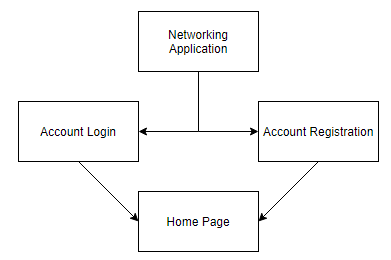 Networking
Application
Account Login
Account Registration
Home Page